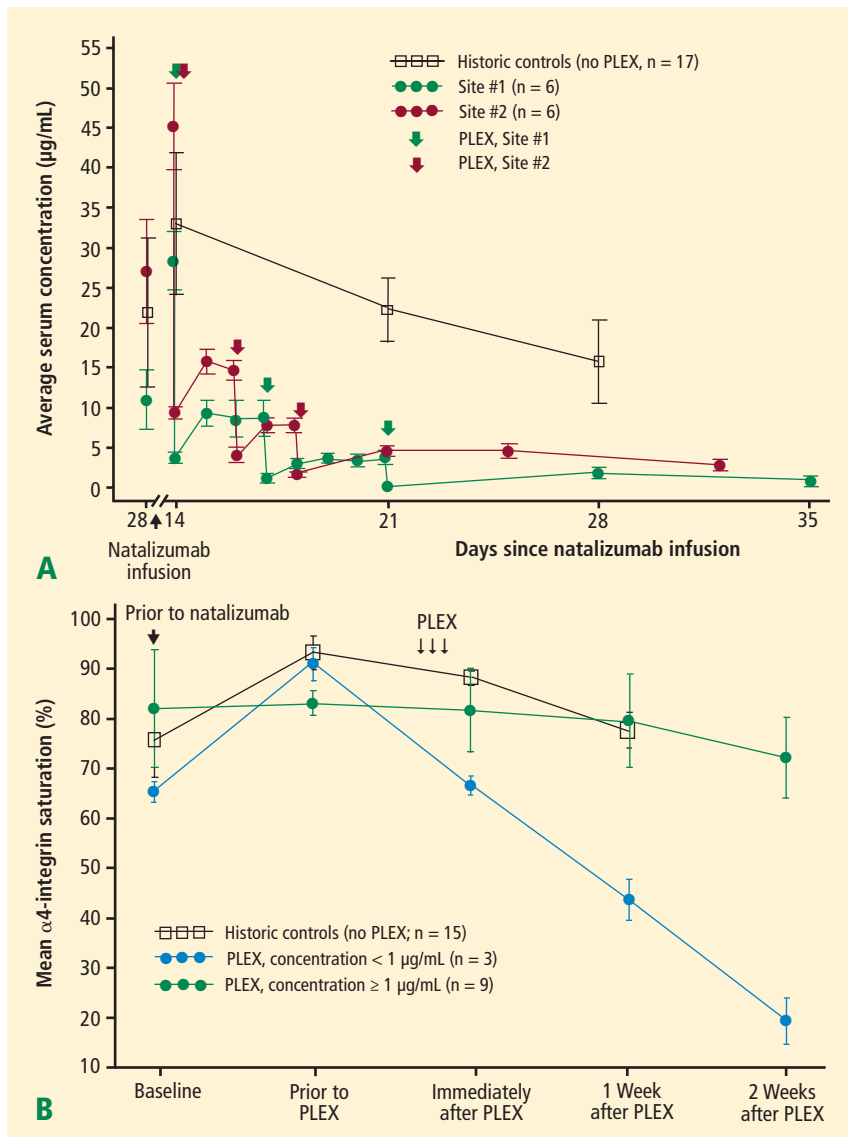 55
50
45
40
35
30
25
20
15
10
5
0
Average serum concentration (µg/mL)
Historic controls (no PLEX, n = 17)
Site #1 (n = 6)
Site #2 (n = 6)
PLEX, Site #1
PLEX, Site #2
28 14 21 28 35
Natalizumab
infusion
Days since natalizumab infusion
A
100
90
80
70
60
50
40
30
20
10
Mean α4-integrin saturation (%)
Prior to natalizumab
PLEX
Historic controls (no PLEX; n = 15)
PLEX, concentration < 1 µg/mL (n = 3)
PLEX, concentration ≥ 1 µg/mL (n = 9)
Baseline
Prior to
PLEX
Immediately
after PLEX
1 Week
after PLEX
2 Weeks
after PLEX
B